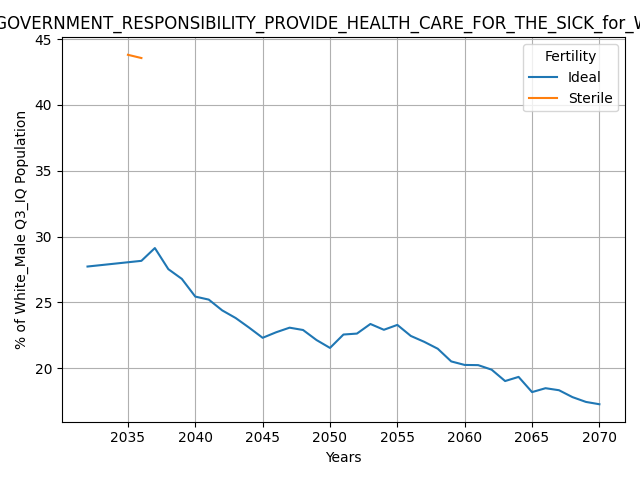 GOVERNMENT_RESPONSIBILITY_PROVIDE_HEALTH_CARE_FOR_THE_SICK_for_W
Fertility
Ideal
Sterile
% of White_Male Q3_IQ Population
45
40
35
30
25
20
2035 2040 2045 2050 2055 2060 2065 2070
Years